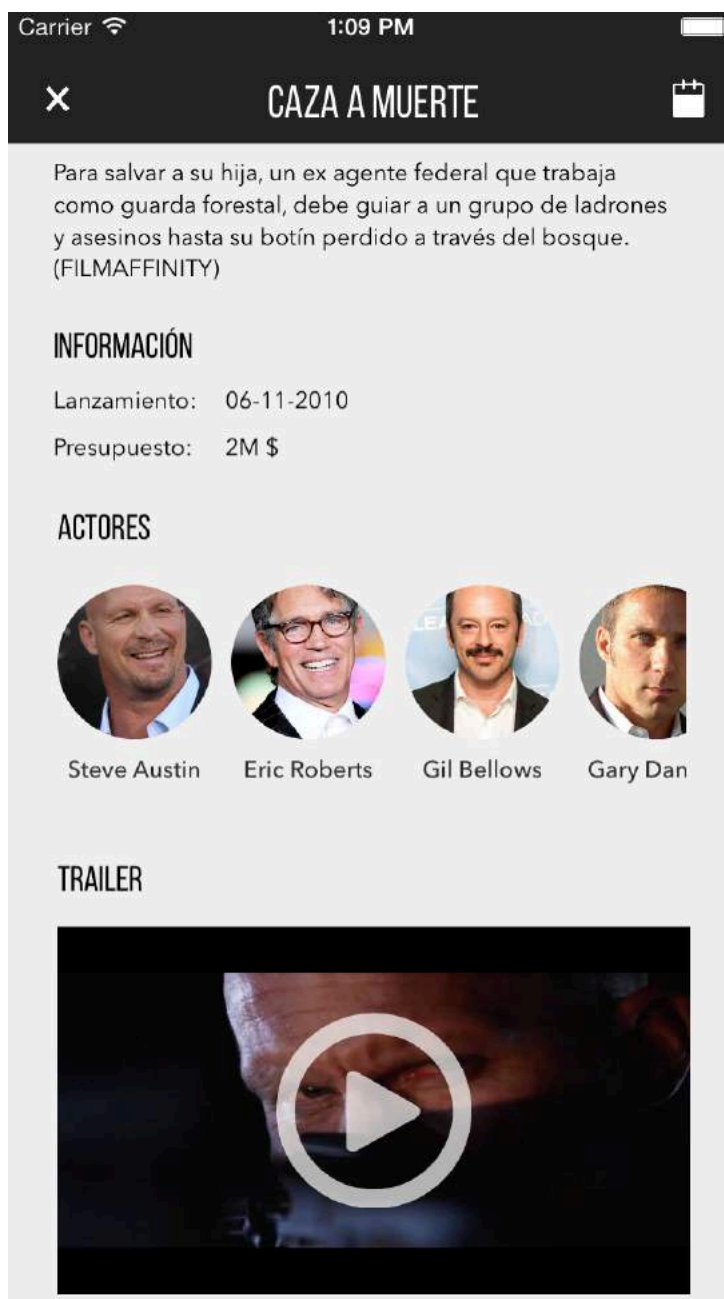 Carrier 1:09 PM
CAZA A MUERTE
Para salvar a su hija, un ex agente federal que trabaja
como guarda forestal, debe guiar a un grupo de ladrones
y asesinos hasta su botín perdido a través del bosque.
(FILMAFFINITY)
INFORMACIÓN
Lanzamiento: 06-11-2010
Presupuesto: 2M $
ACTORES
Steve Austin Eric Roberts Gil Bellows Gary Dan
TRAILER